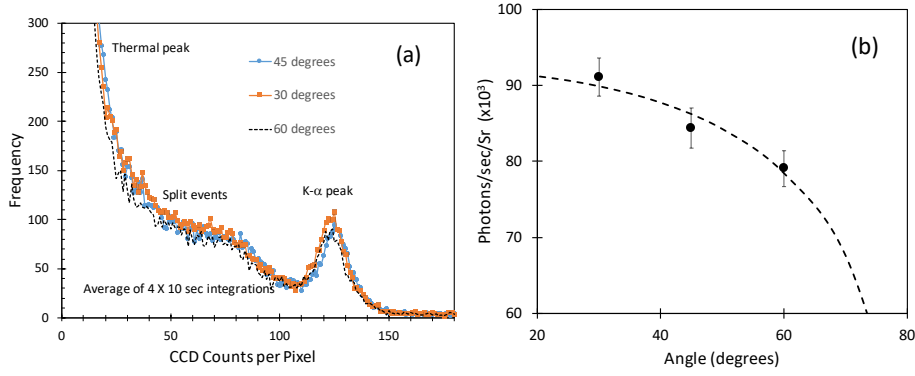 300
250
200
150
100
50
0
0
50
100
150
Frequency
CCD Counts per Pixel
Thermal peak
45 degrees
30 degrees
60 degrees
(a)
Split events
K-α peak
Average of 4 X 10 sec integrations
100
90
80
70
60
20
40
60
80
Photons/sec/Sr (x10³)
Angle (degrees)
(b)